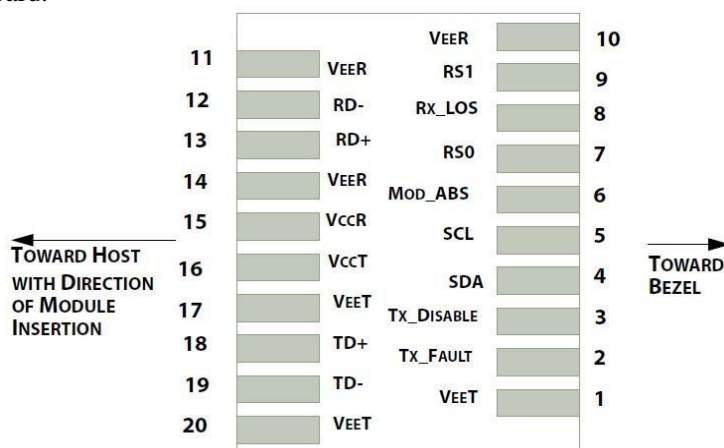 ard.
VEER 10
11 VEER
RS1 9
12 RD-
RX_LOS 8
13 RD+
RS0 7
14 VEER
MOD_ABS 6
15 VCCR
SCL 5
16 VCCT
SDA 4
TOWARD HOST
WITH DIRECTION
OF MODULE
INSERTION
TOWARD
BEZEL
17 VEET
TX_DISABLE 3
18 TD+
TX_FAULT 2
19 TD-
VEET 1
20 VEET